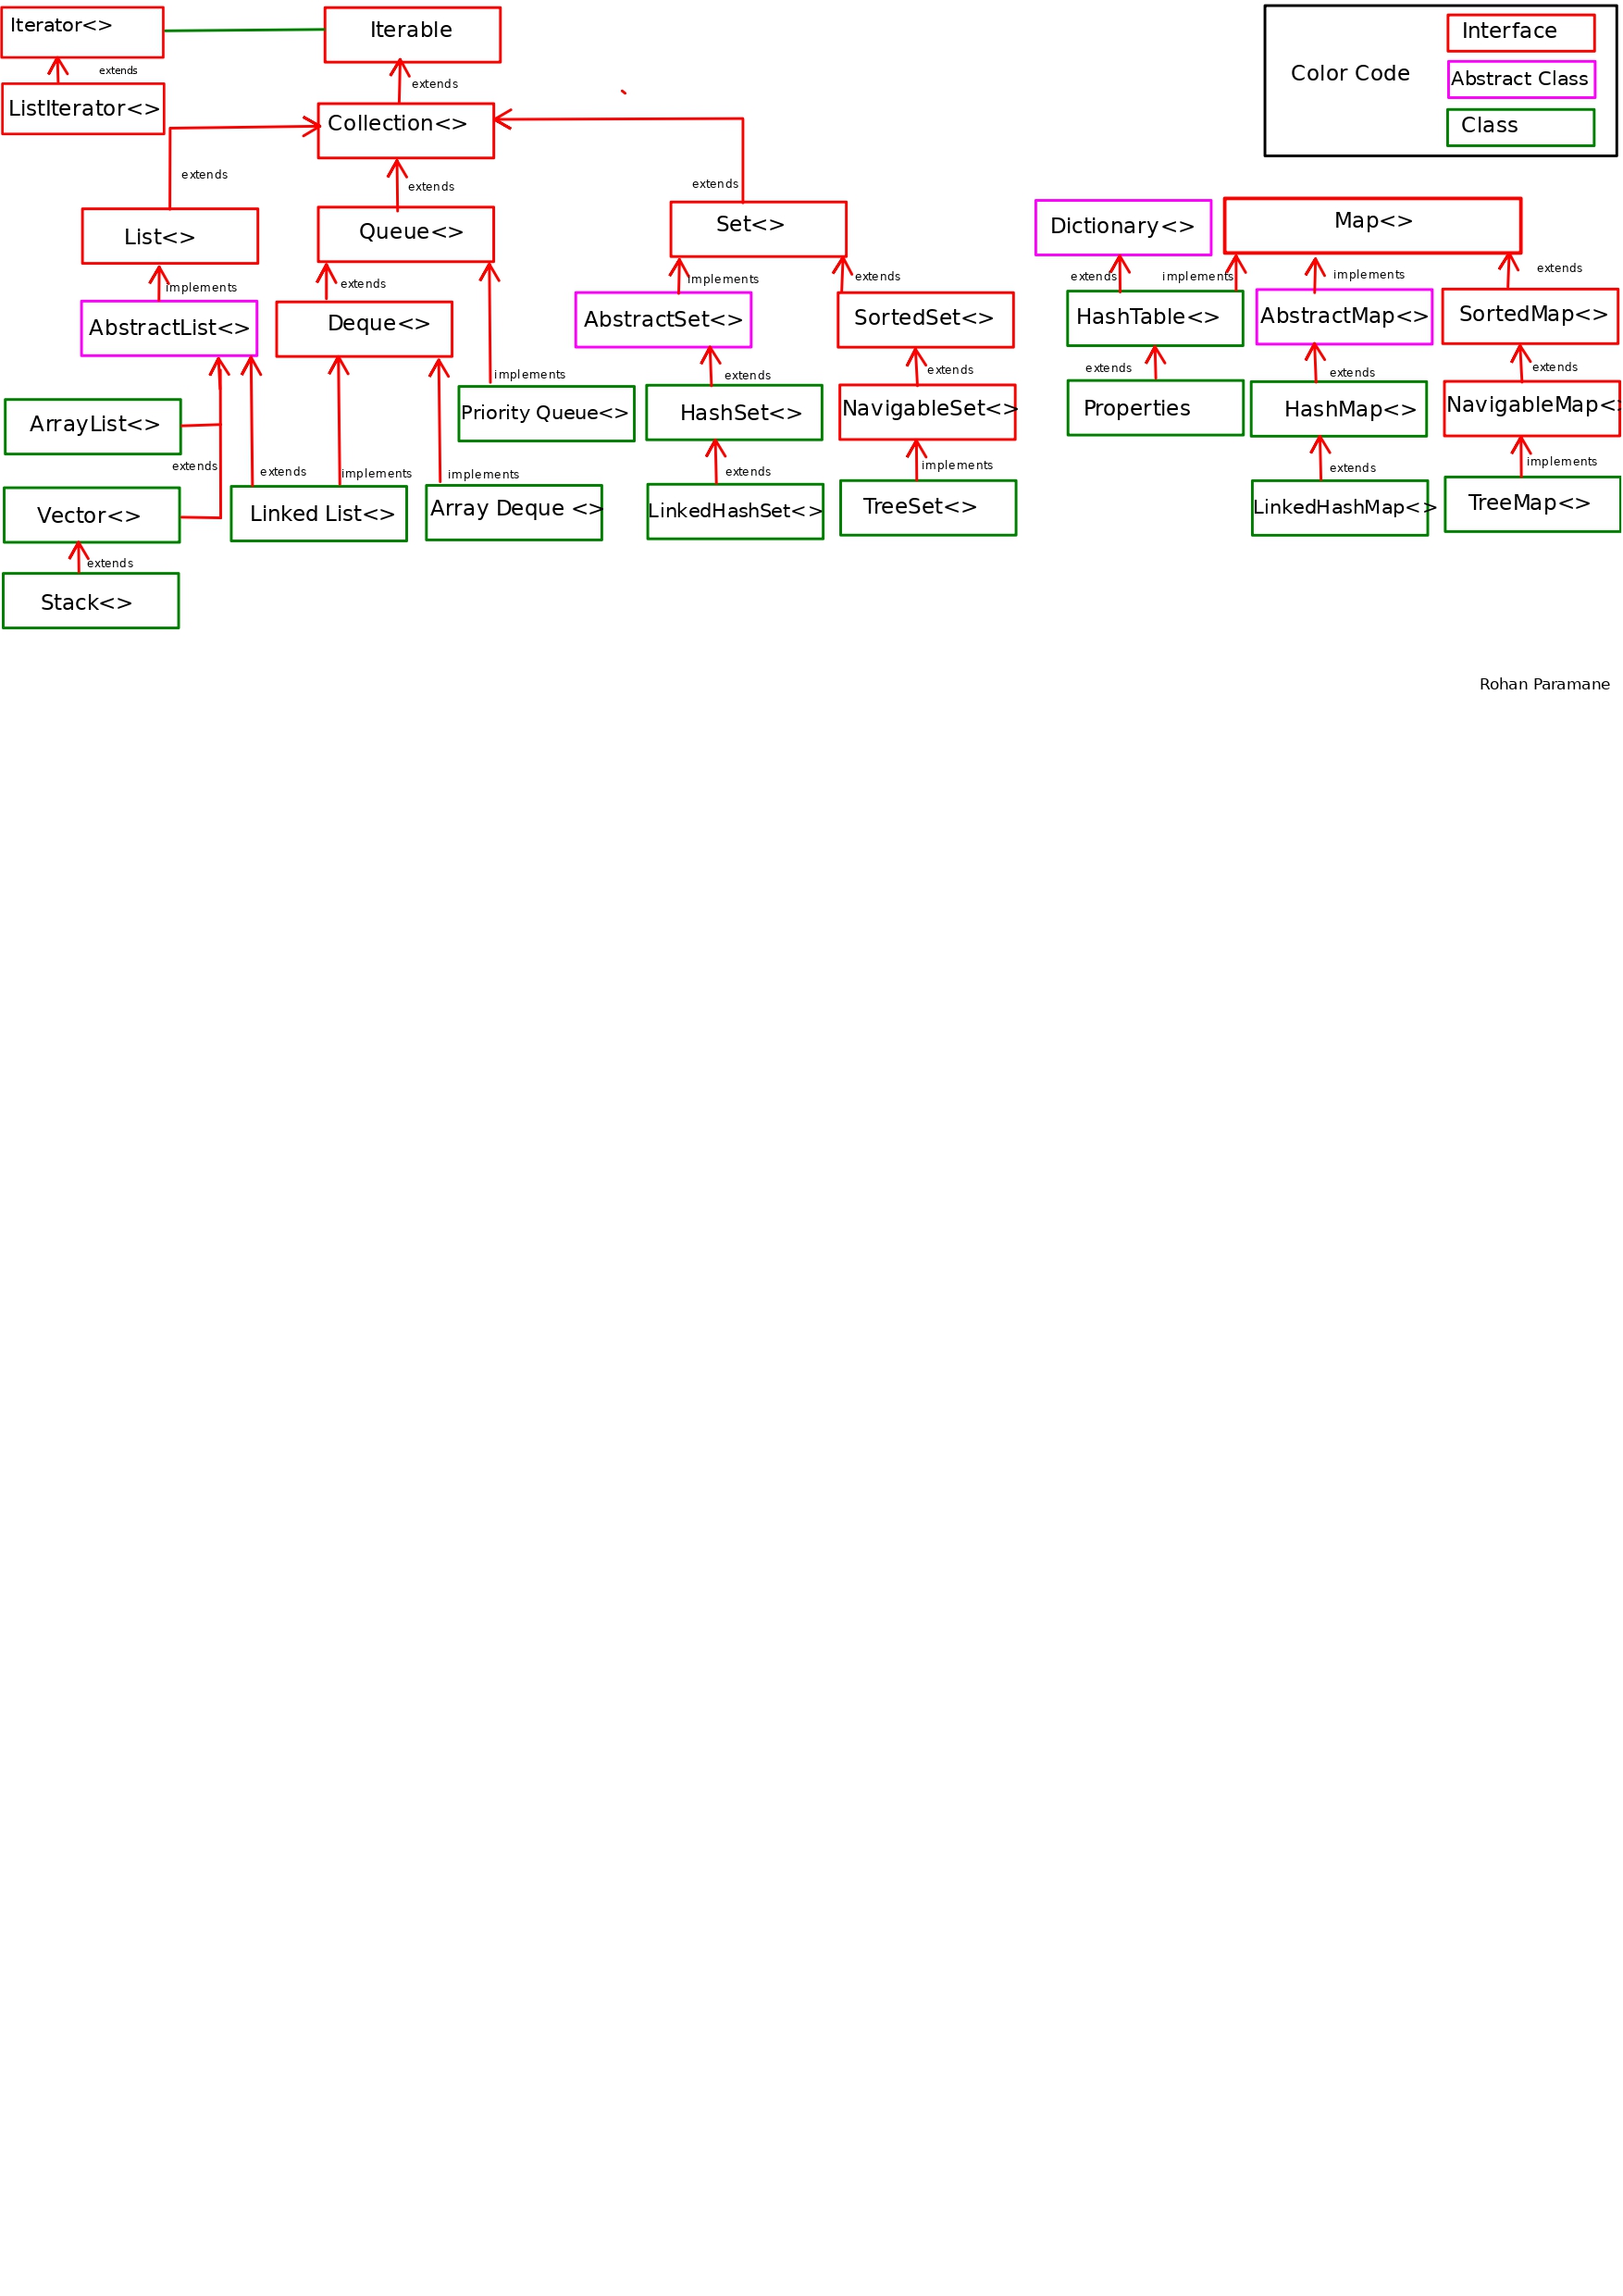 Iterator<>
Iterable
Interface
extends
extends
Color Code
Abstract Class
ListIterator<>
Collection<>
Class
extends
extends
extends
List<>
Queue<>
Set<>
Dictionary<>
Map<>
implements
extends
implements
extends
extends
implements
implements
extends
AbstractList<>
Deque<>
AbstractSet<>
SortedSet<>
HashTable<>
AbstractMap<>
SortedMap<>
implements
extends
extends
extends
extends
extends
ArrayList<>
Priority Queue<>
HashSet<>
NavigableSet<>
Properties
HashMap<>
NavigableMap<>
extends
extends
implements
implements
extends
implements
extends
implements
Vector<>
Linked List<>
Array Deque <>
LinkedHashSet<>
TreeSet<>
LinkedHashMap<>
TreeMap<>
extends
Stack<>
Rohan Paramane